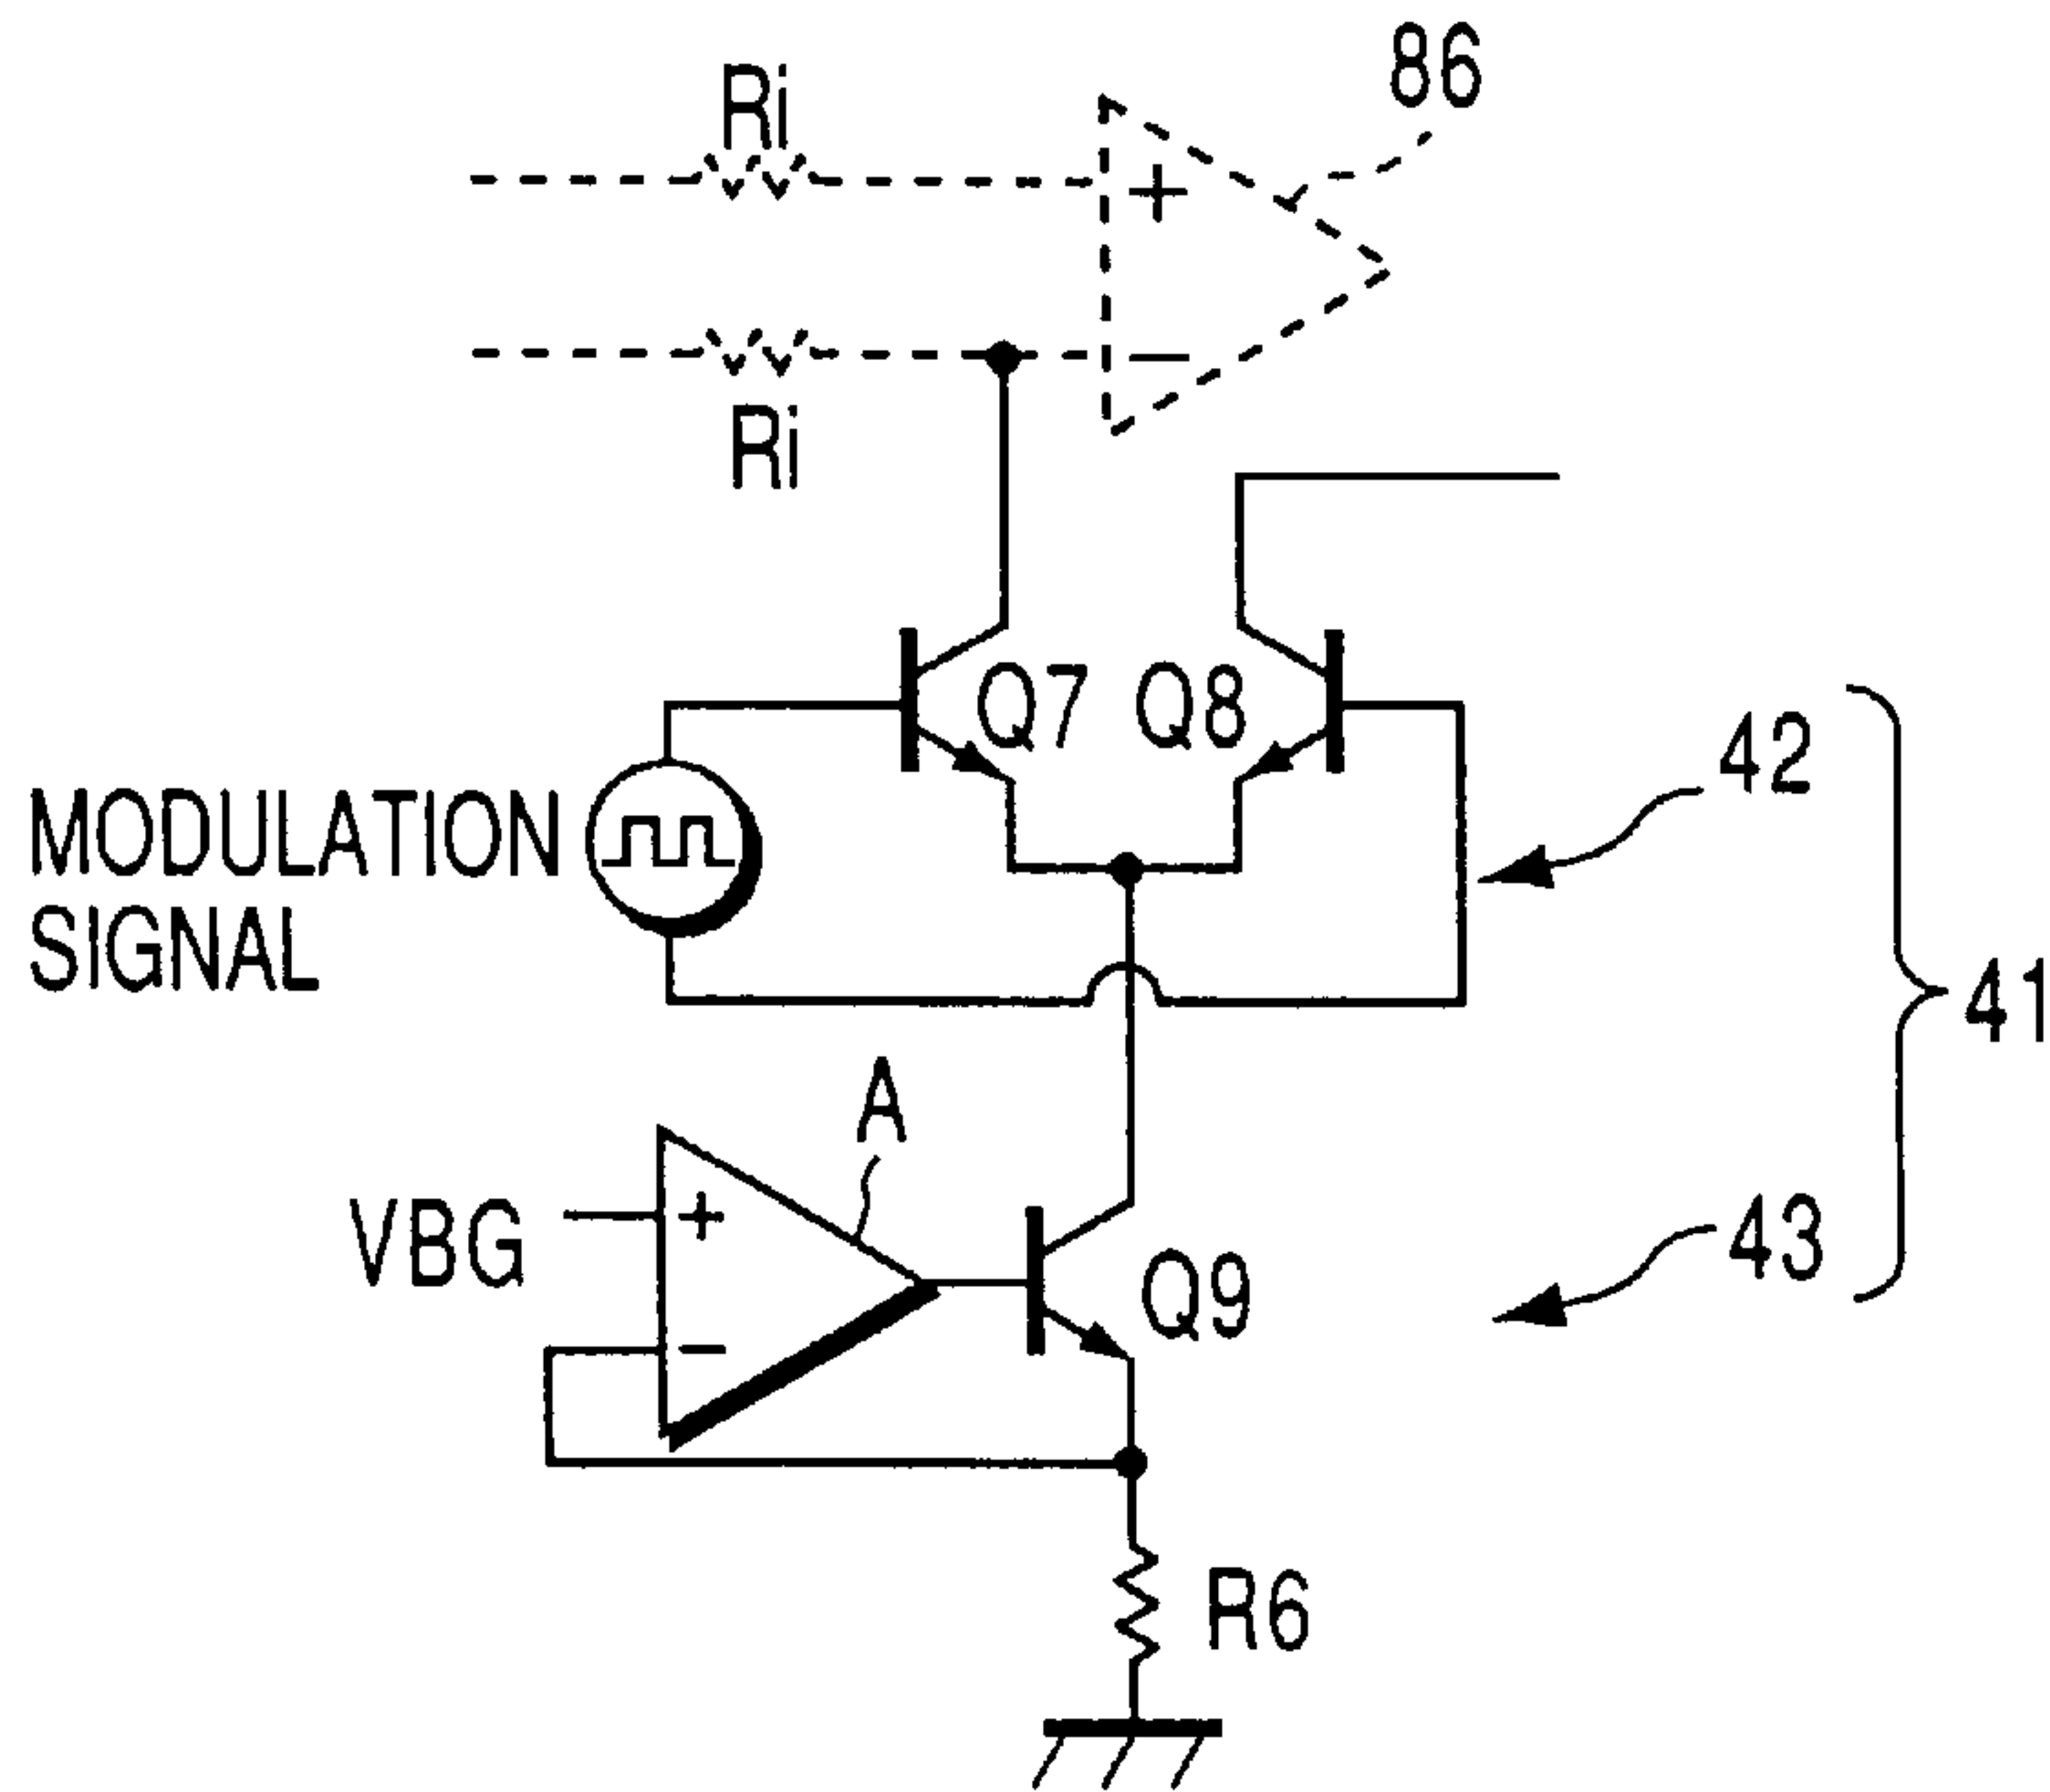 86
Ri
+
Ri
−
Q7 Q8
42
MODULATION
SIGNAL
41
A
VBG
+
−
Q9
43
R6